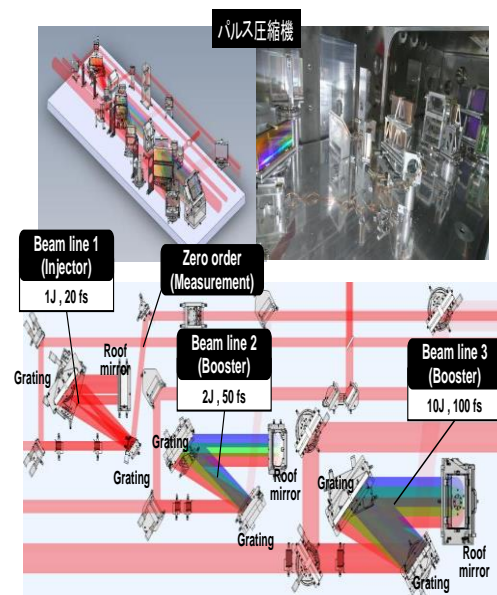 パルス圧縮機
Beam line 1
(Injector)
1J , 20 fs
Zero order
(Measurement)
Beam line 2
(Booster)
2J , 50 fs
Beam line 3
(Booster)
10J , 100 fs
Grating
Roof
mirror
Grating
Grating
Roof
mirror
Grating
Grating
Roof
mirror
Grating